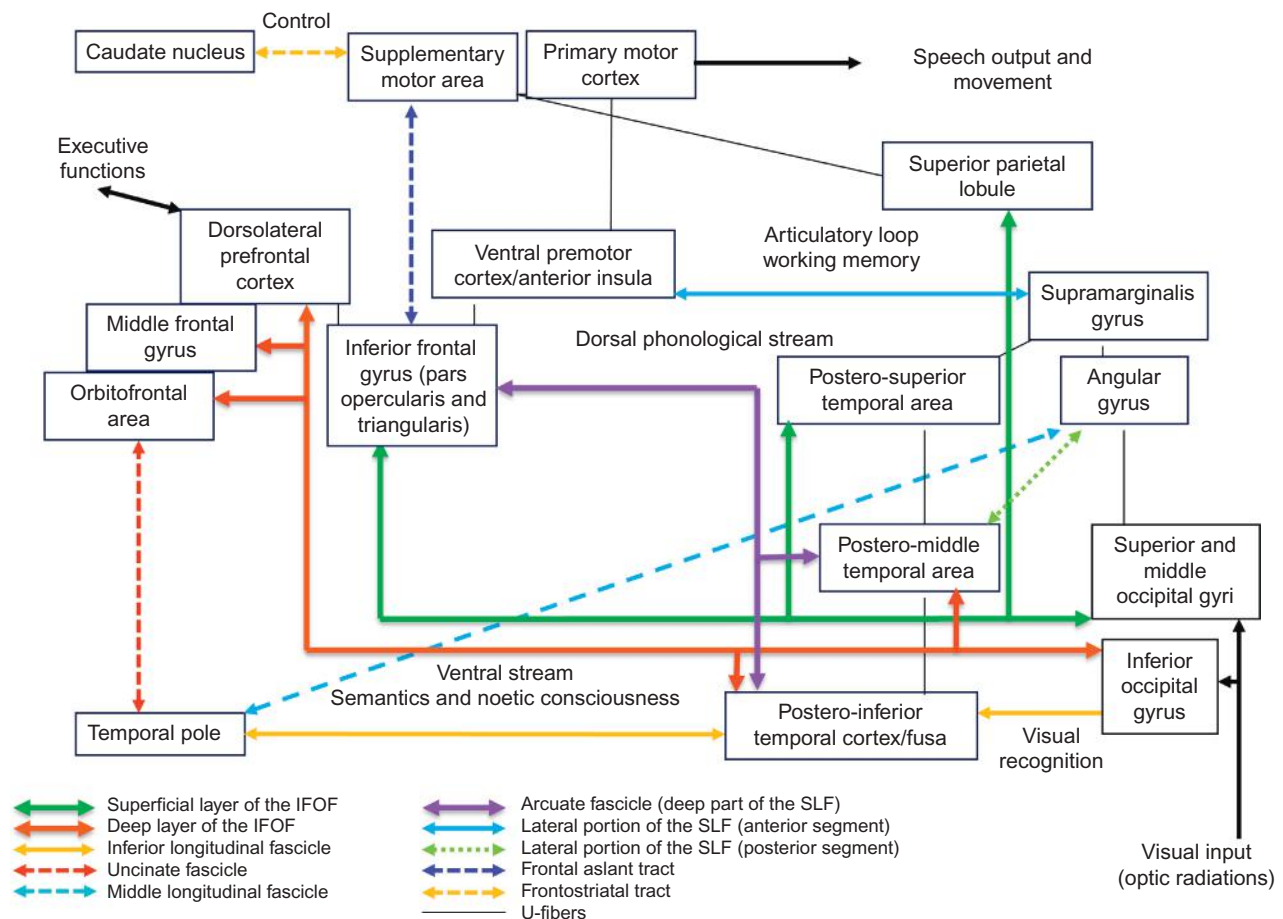 Control
Caudate nucleus
Supplementary
motor area
Primary motor
cortex
Speech output and
movement
Executive
functions
Superior parietal
lobule
Dorsolateral
prefrontal
cortex
Ventral premotor
cortex/anterior insula
Articulatory loop
working memory
Supramarginalis
gyrus
Middle frontal
gyrus
Inferior frontal
gyrus (pars
opercularis and
triangularis)
Dorsal phonological stream
Orbitofrontal
area
Postero-superior
temporal area
Angular
gyrus
Postero-middle
temporal area
Superior and
middle
occipital gyri
Ventral stream
Semantics and noetic consciousness
Inferior
occipital
gyrus
Temporal pole
Postero-inferior
temporal cortex/fusa
Visual
recognition
Superficial layer of the IFOF
Deep layer of the IFOF
Inferior longitudinal fascicle
Uncinate fascicle
Middle longitudinal fascicle
Arcuate fascicle (deep part of the SLF)
Lateral portion of the SLF (anterior segment)
Lateral portion of the SLF (posterior segment)
Frontal aslant tract
Frontostriatal tract
U-fibers
Visual input
(optic radiations)